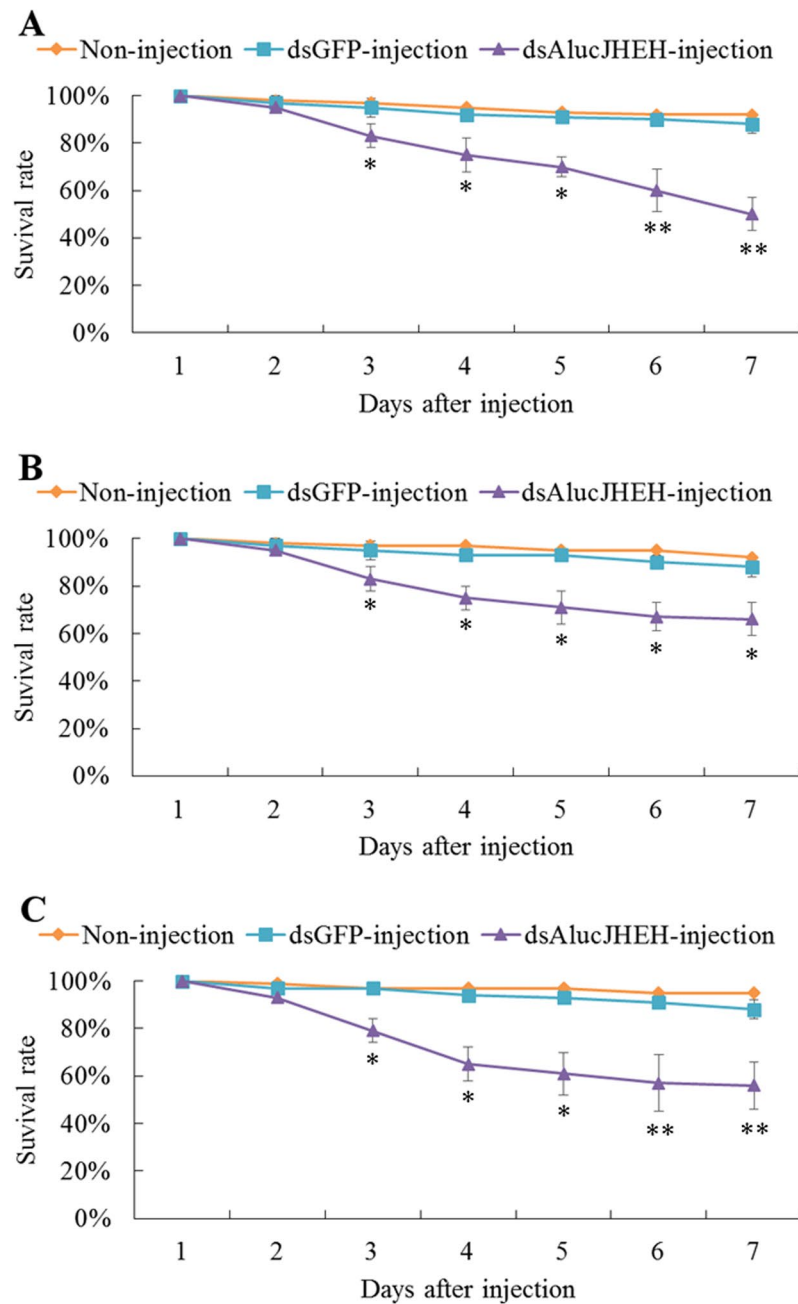 A
Non-injection dsGFP-injection dsAlucJHEH-injection
100%
80%
60%
40%
20%
0%
Suvival rate
* * * ** **
1 2 3 4 5 6 7
Days after injection
B
Non-injection dsGFP-injection dsAlucJHEH-injection
100%
80%
60%
40%
20%
0%
Suvival rate
* * * * *
1 2 3 4 5 6 7
Days after injection
C
Non-injection dsGFP-injection dsAlucJHEH-injection
100%
80%
60%
40%
20%
0%
Suvival rate
* * * ** **
1 2 3 4 5 6 7
Days after injection